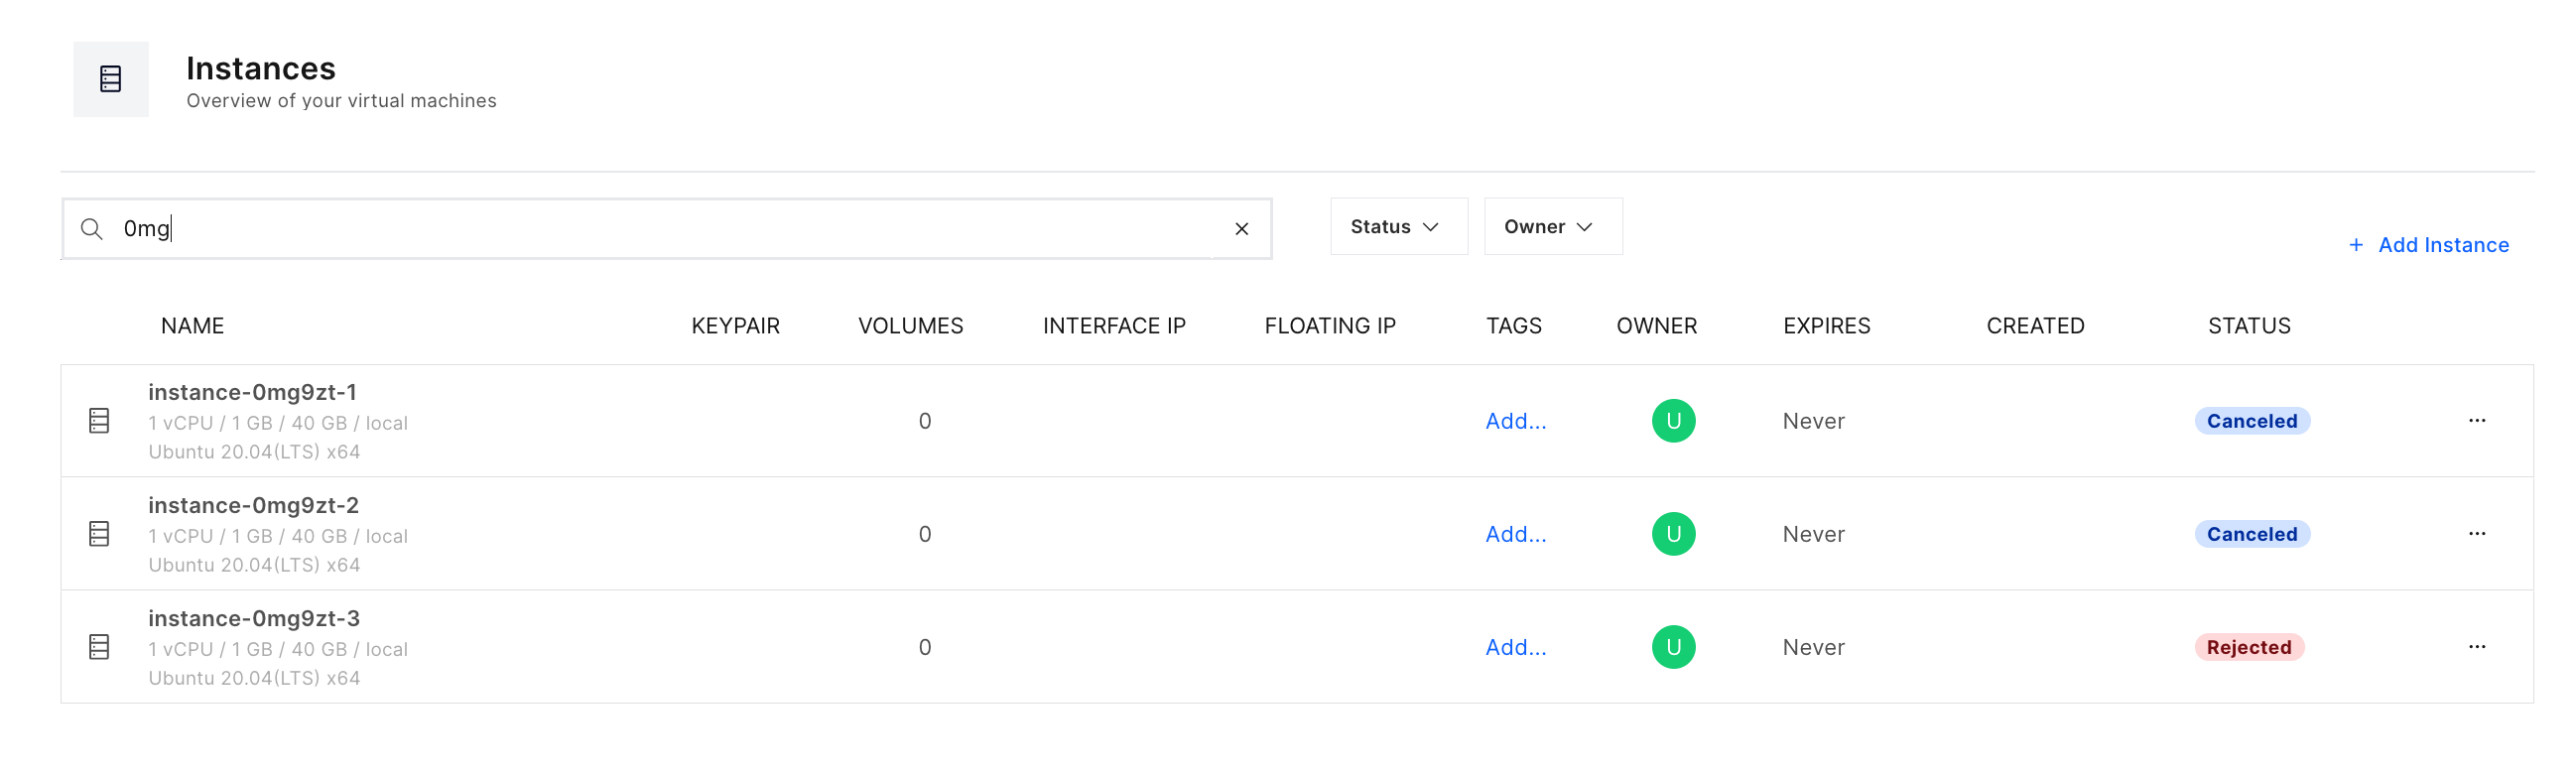 Instances
Overview of your virtual machines
0mg
Status
Owner
+ Add Instance
NAME KEYPAIR VOLUMES INTERFACE IP FLOATING IP TAGS OWNER EXPIRES CREATED STATUS
instance-0mg9zt-1
1 vCPU / 1 GB / 40 GB / local
Ubuntu 20.04(LTS) x64
0 Add... U Never Canceled ...
instance-0mg9zt-2
1 vCPU / 1 GB / 40 GB / local
Ubuntu 20.04(LTS) x64
0 Add... U Never Canceled ...
instance-0mg9zt-3
1 vCPU / 1 GB / 40 GB / local
Ubuntu 20.04(LTS) x64
0 Add... U Never Rejected ...